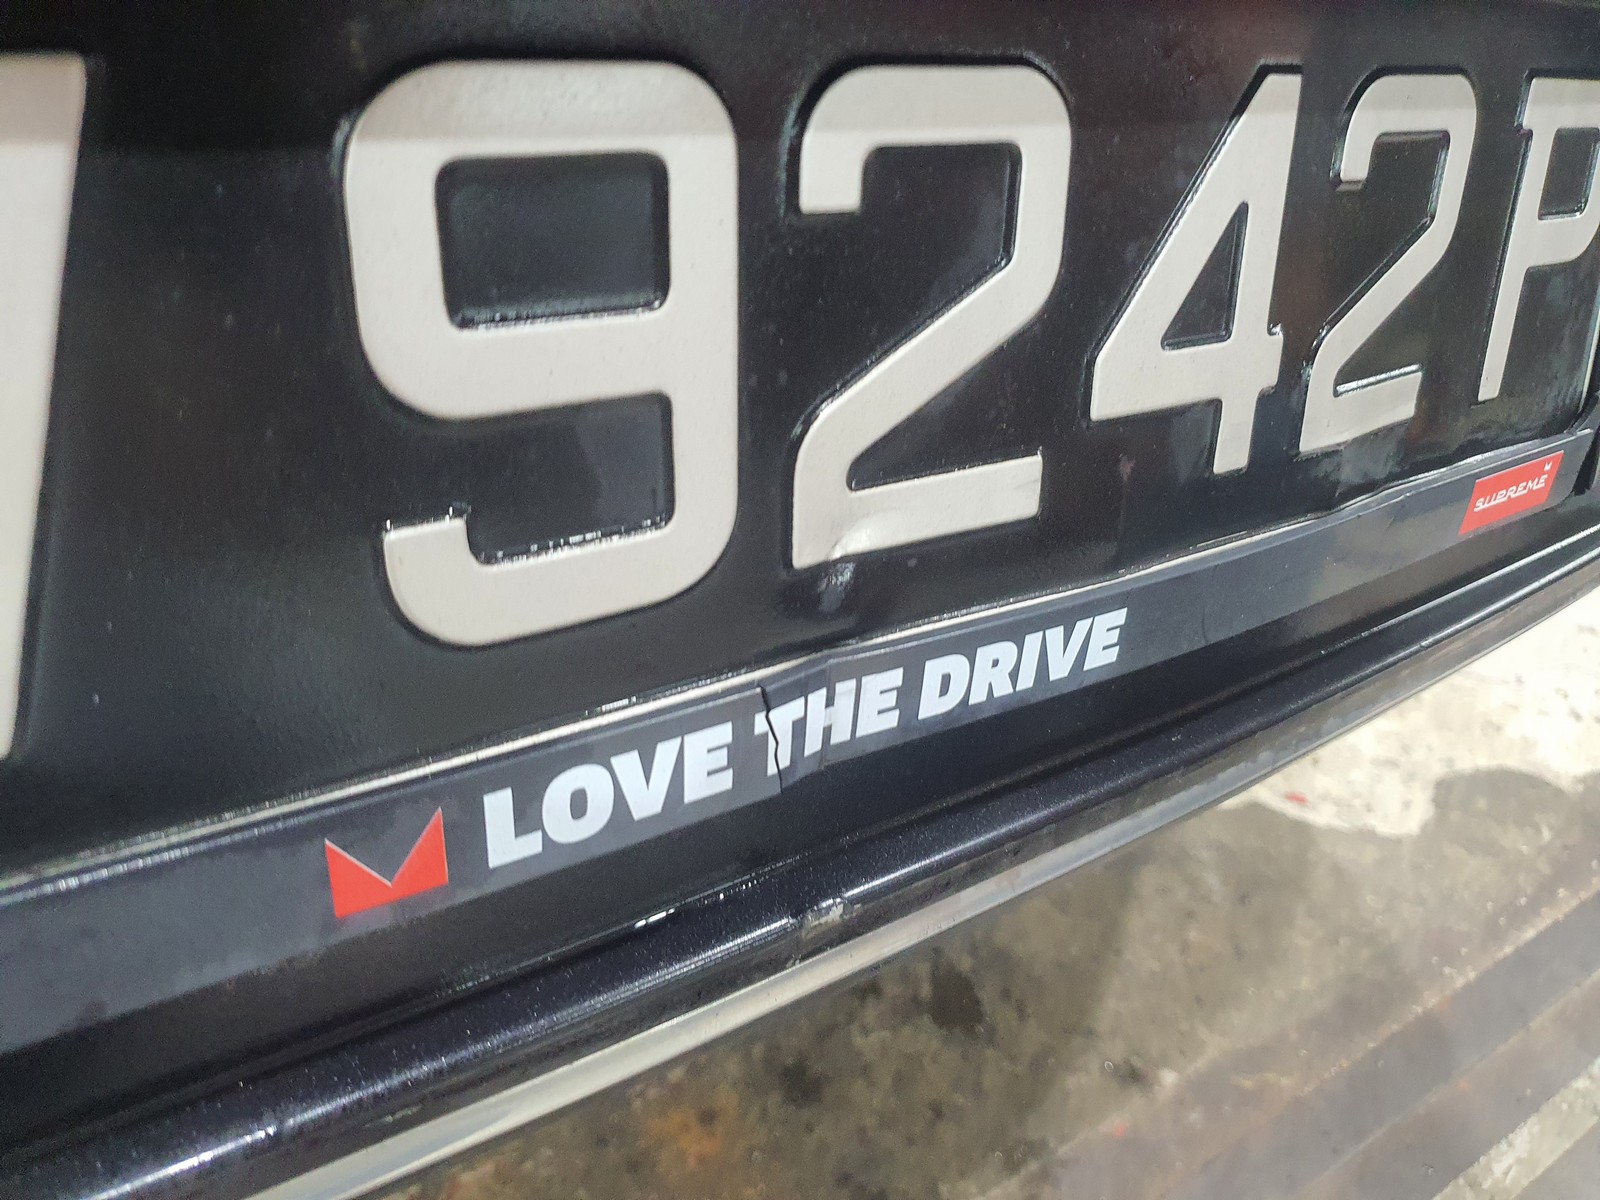 9242P
LOVE THE DRIVE
SUPREME